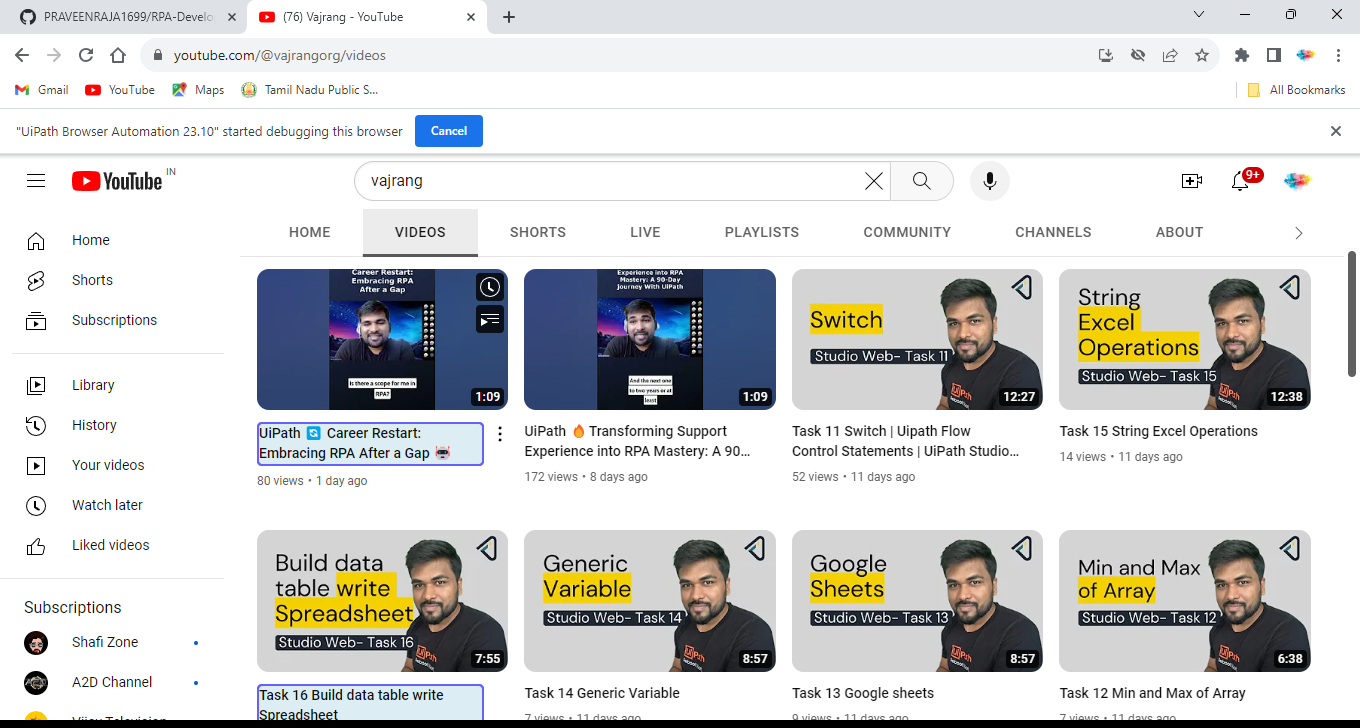 PRAVEENRAJA1699/RPA-Develo
(76) Vajrang - YouTube
youtube.com/@vajrangorg/videos
Gmail
YouTube
Maps
Tamil Nadu Public S...
All Bookmarks
"UiPath Browser Automation 23.10" started debugging this browser
Cancel
YouTube IN
vajrang
9+
HOME
VIDEOS
SHORTS
LIVE
PLAYLISTS
COMMUNITY
CHANNELS
ABOUT
Home
Shorts
Subscriptions
Library
History
Your videos
Watch later
Liked videos
Subscriptions
Shafi Zone
A2D Channel
Vijay Television
Career Restart:
Embracing RPA
After a Gap
Is there a scope for me in
RPA?
1:09
UiPath 🔄 Career Restart:
Embracing RPA After a Gap 🤖
80 views • 1 day ago
Experience into RPA
Mastery: A 90-Day
Journey With UiPath
And the next one
to two years or at
least
1:09
UiPath 🔥 Transforming Support
Experience into RPA Mastery: A 90...
172 views • 8 days ago
Switch
Studio Web- Task 11
UiPath
12:27
Task 11 Switch | Uipath Flow
Control Statements | UiPath Studio...
52 views • 11 days ago
String
Excel
Operations
Studio Web- Task 15
UiPath
12:38
Task 15 String Excel Operations
14 views • 11 days ago
Build data
table write
Spreadsheet
Studio Web- Task 16
UiPath
7:55
Task 16 Build data table write
Spreadsheet
Generic
Variable
Studio Web- Task 14
UiPath
8:57
Task 14 Generic Variable
7 views • 11 days ago
Google
Sheets
Studio Web- Task 13
UiPath
8:57
Task 13 Google sheets
9 views • 11 days ago
Min and Max
of Array
Studio Web- Task 12
UiPath
6:38
Task 12 Min and Max of Array
7 views • 11 days ago